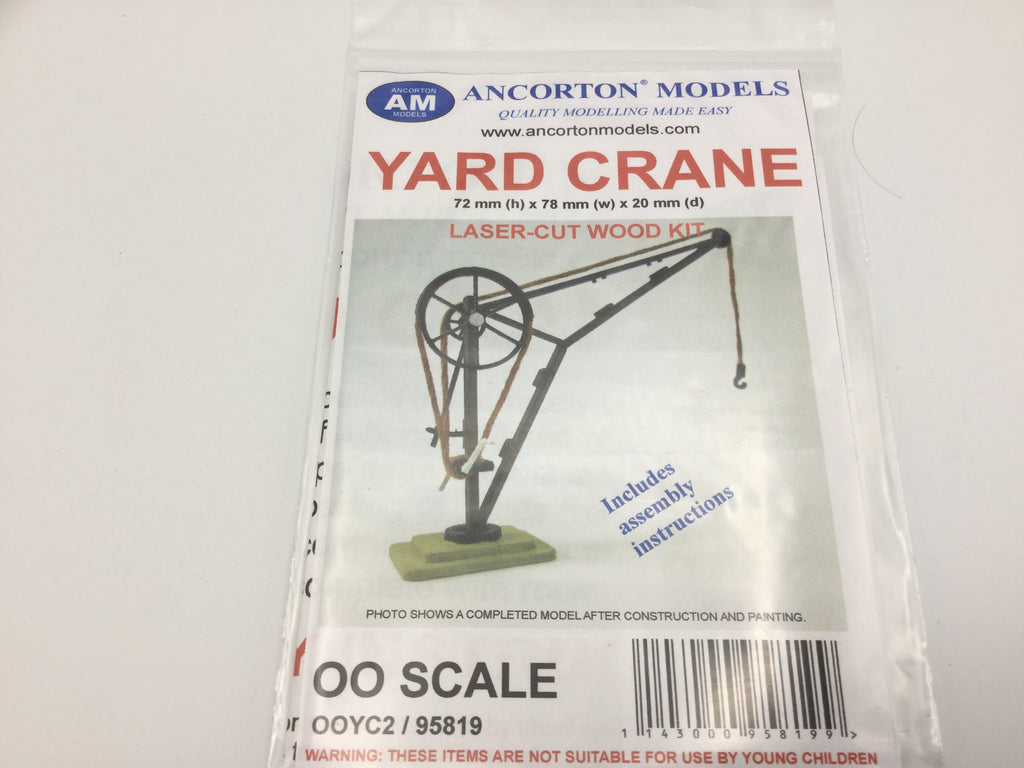 ANCORTON
AM
MODELS
ANCORTON® MODELS
QUALITY MODELLING MADE EASY
www.ancortonmodels.com
YARD CRANE
72 mm (h) x 78 mm (w) x 20 mm (d)
LASER-CUT WOOD KIT
Includes
assembly
instructions
PHOTO SHOWS A COMPLETED MODEL AFTER CONSTRUCTION AND PAINTING.
OO SCALE
OOYC2 / 95819
1 143000 958199 >
WARNING: THESE ITEMS ARE NOT SUITABLE FOR USE BY YOUNG CHILDREN